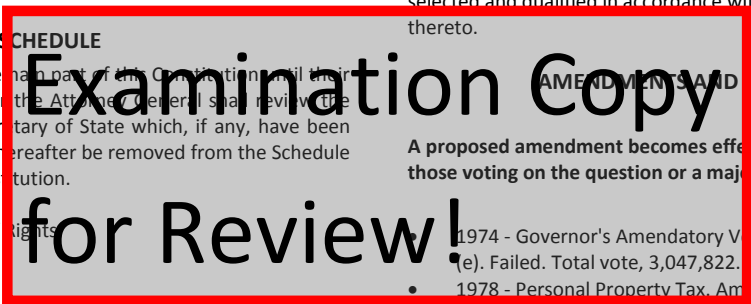 SCHEDULE
main part of this Constitution until their
the Attorney General shall review the
tary of State which, if any, have been
ereafter be removed from the Schedule
titution.
Rights
selected and qualified in accordance wi
thereto.
AMENDMENTS AND
A proposed amendment becomes effe
those voting on the question or a majo
• 1974 - Governor's Amendatory V
(e). Failed. Total vote, 3,047,822.
• 1978 - Personal Property Tax. Am
Examination Copy
for Review!